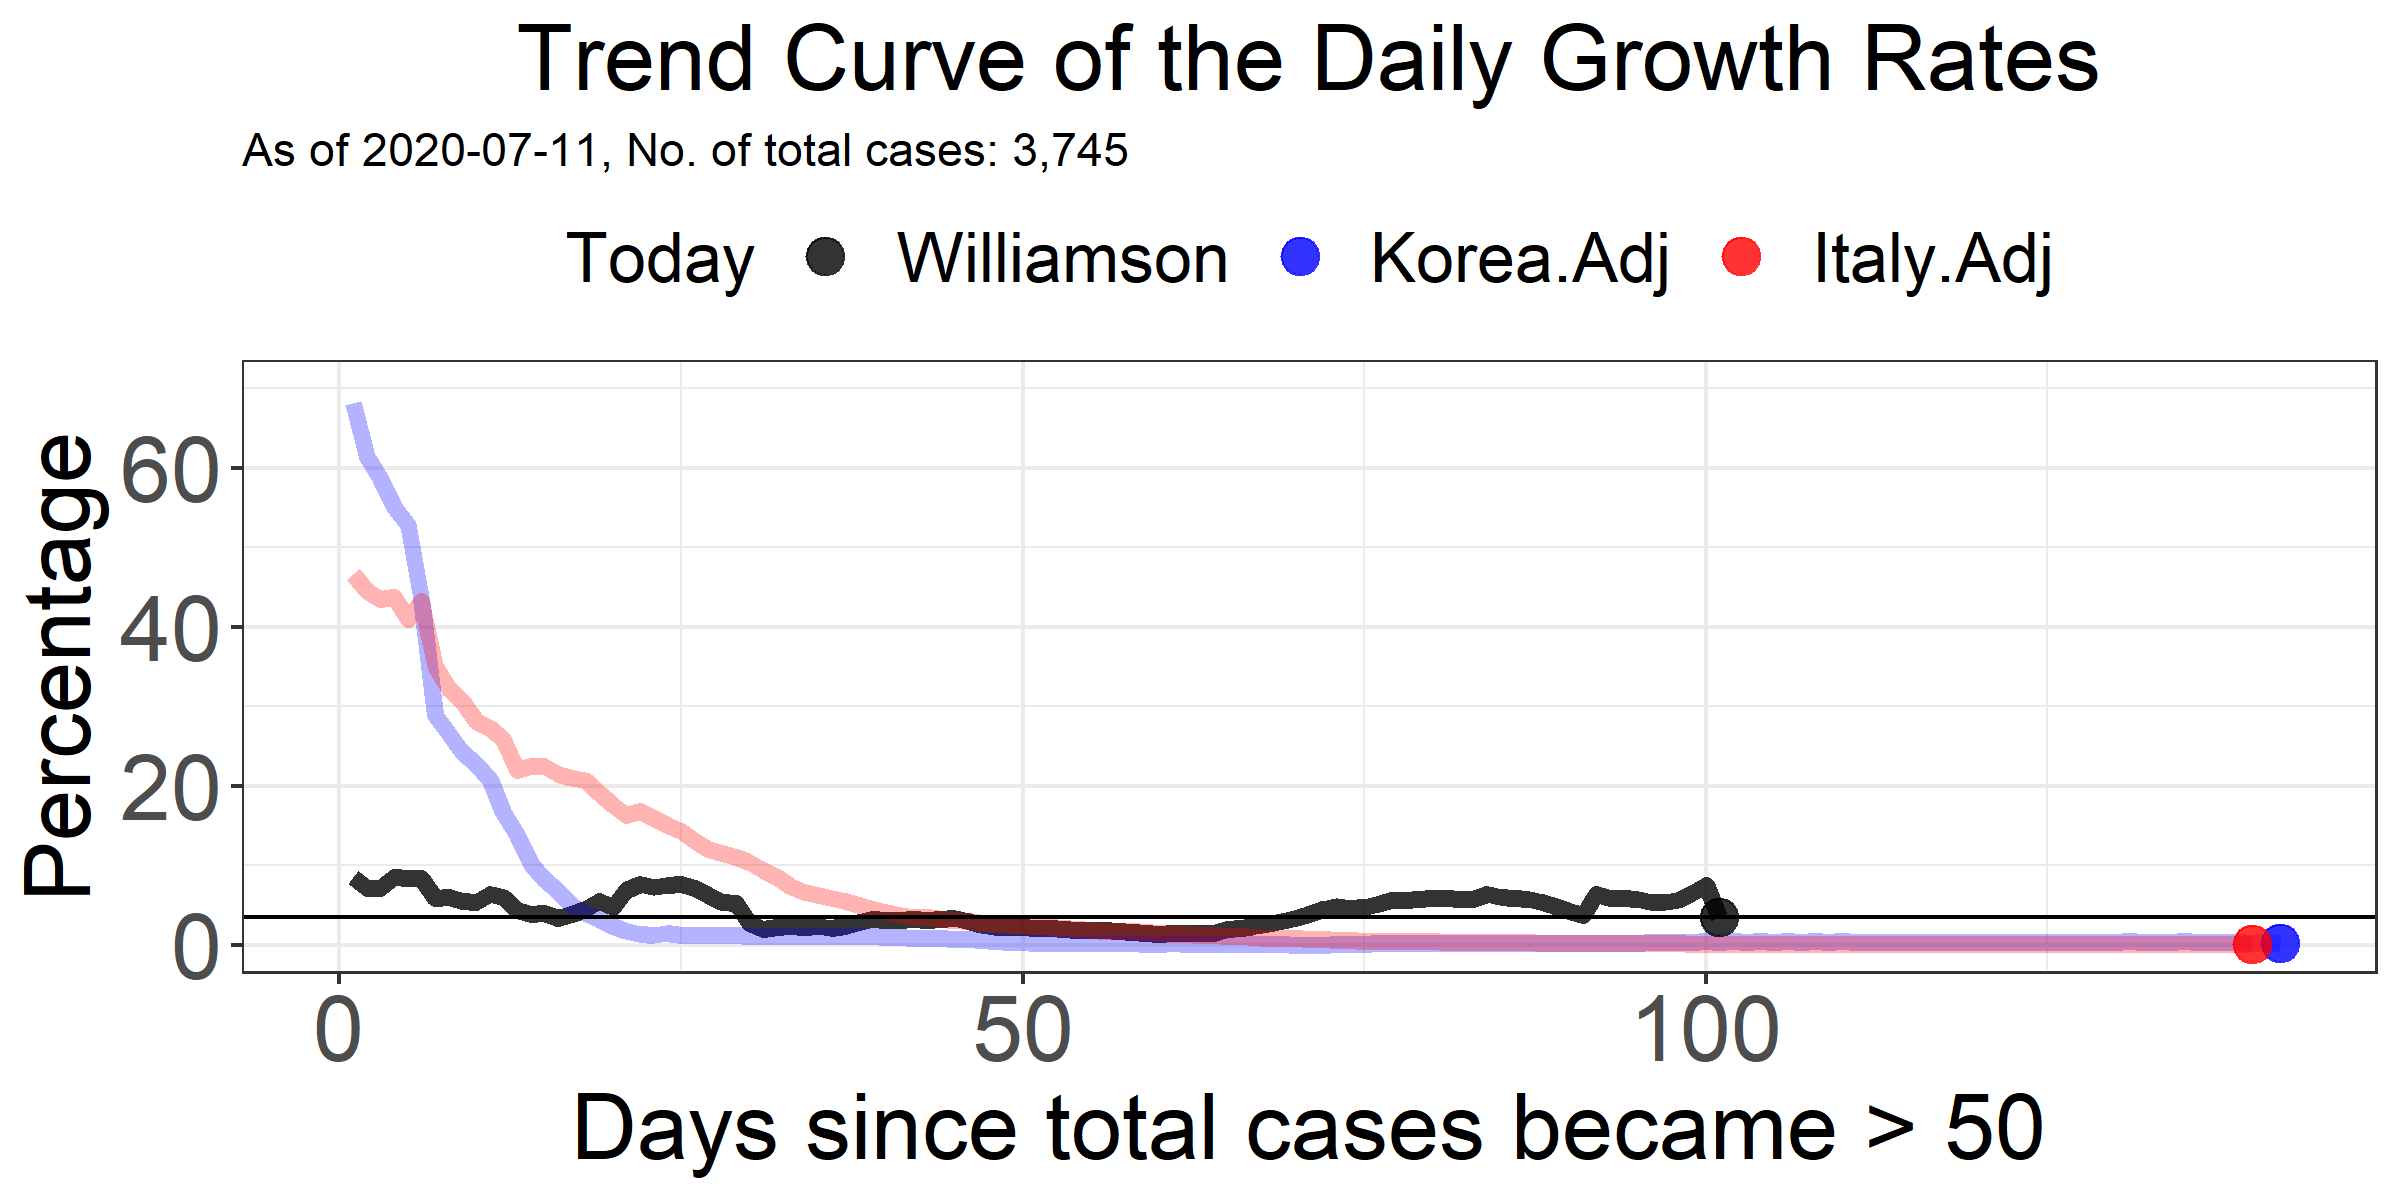 Trend Curve of the Daily Growth Rates
As of 2020-07-11, No. of total cases: 3,745
Today Williamson Korea.Adj Italy.Adj
Percentage
60
40
20
0
0 50 100
Days since total cases became > 50